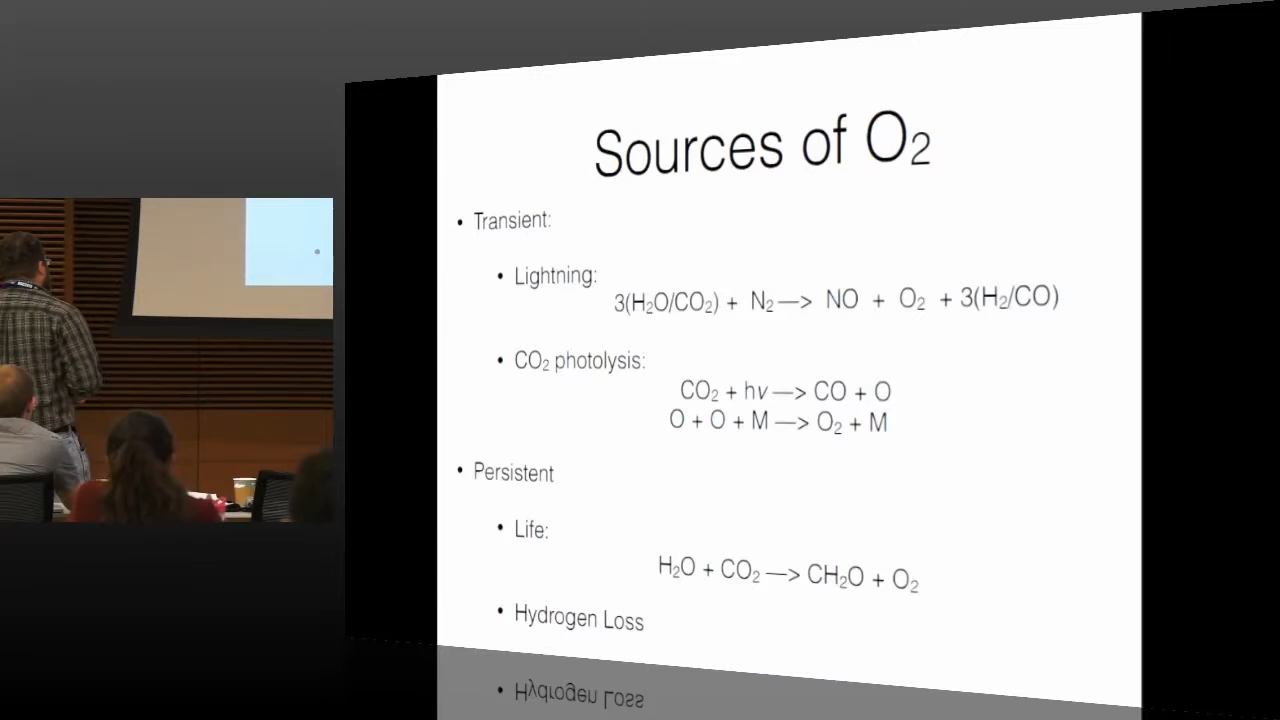 Sources of O₂
• Transient:
• Lightning:
3(H₂O/CO₂) + N₂ —> NO + O₂ + 3(H₂/CO)
• CO₂ photolysis:
CO₂ + hν —> CO + O
O + O + M —> O₂ + M
• Persistent
• Life:
H₂O + CO₂ —> CH₂O + O₂
• Hydrogen Loss
• Hydrogen Loss